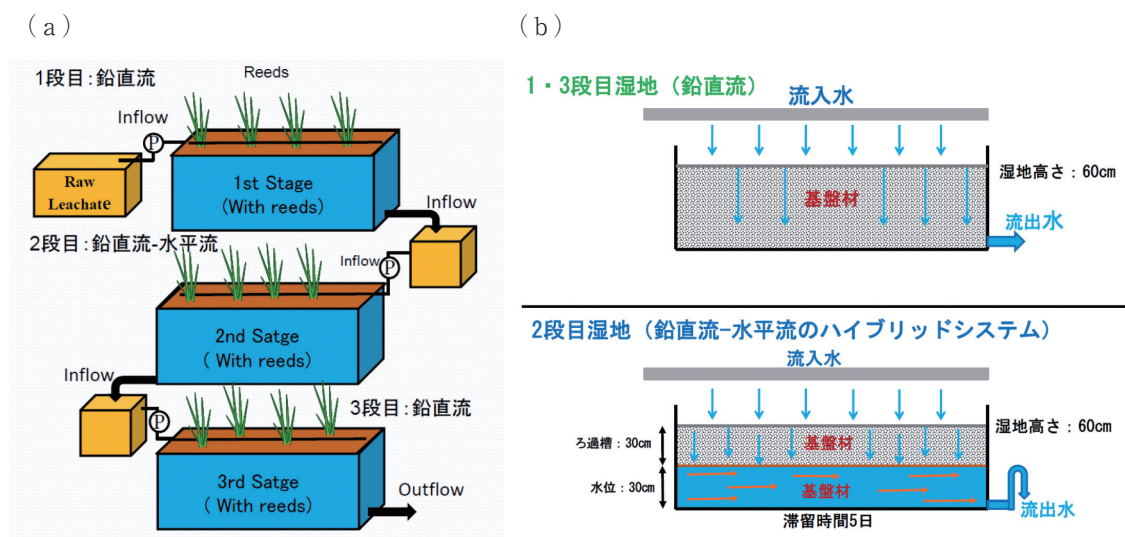 (a)
1段目:鉛直流
Reeds
Inflow
P
Raw
Leachate
1st Stage
(With reeds)
Inflow
2段目:鉛直流-水平流
Inflow
P
2nd Satge
( With reeds)
Inflow
P
3段目:鉛直流
3rd Satge
(With reeds)
Outflow
(b)
1・3段目湿地(鉛直流)
流入水
湿地高さ:60cm
基盤材
流出水
2段目湿地(鉛直流-水平流のハイブリッドシステム)
流入水
湿地高さ:60cm
ろ過槽:30cm
基盤材
水位:30cm
基盤材
流出水
滞留時間5日